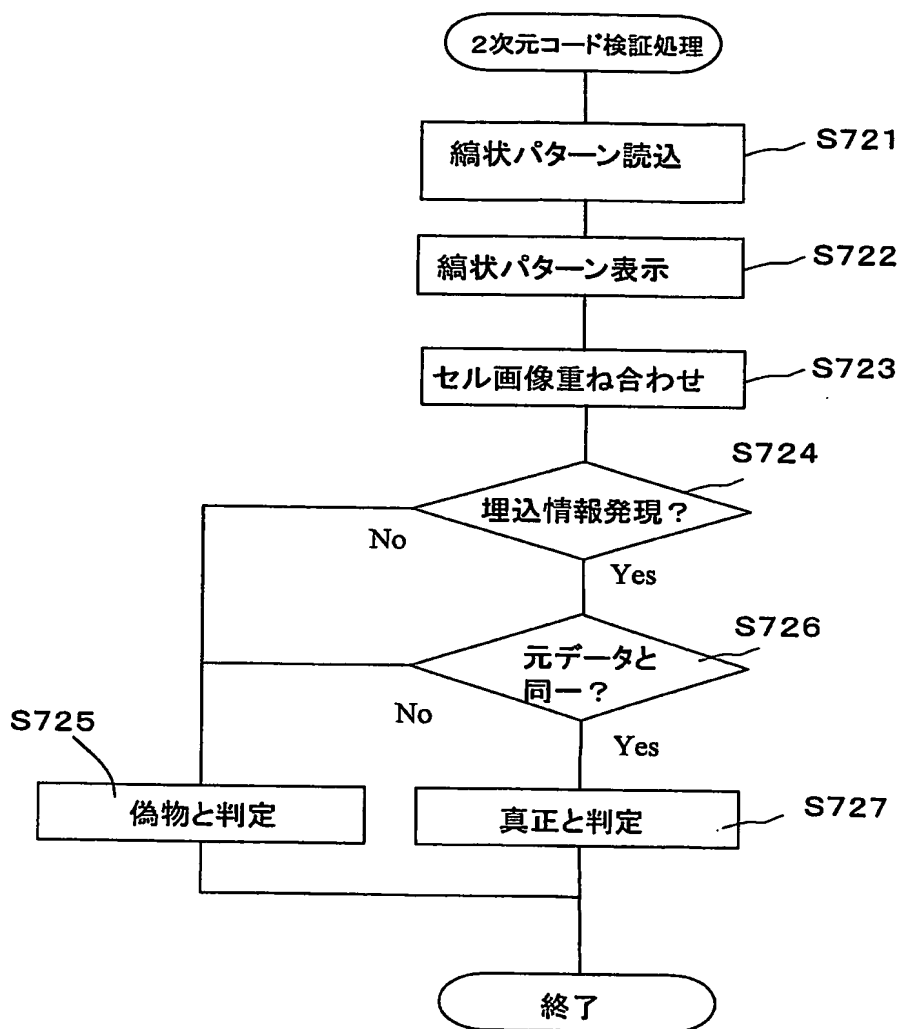 2次元コード検証処理
縞状パターン読込
S721
縞状パターン表示
S722
セル画像重ね合わせ
S723
S724
埋込情報発現？
No
Yes
S726
元データと
同一？
No
Yes
S725
偽物と判定
真正と判定
S727
終了